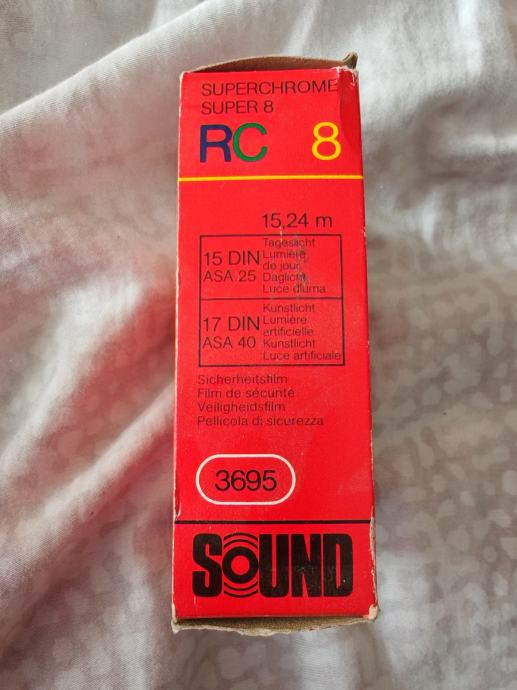 SUPERCHROME
SUPER 8
RC 8
15,24 m
15 DIN
ASA 25
Tageslicht
Lumière
de jour
Daglicht
Luce diurna
17 DIN
ASA 40
Kunstlicht
Lumière
artificielle
Kunstlicht
Luce artificiale
Sicherheitsfilm
Film de sécurité
Veiligheidsfilm
Pellicola di sicurezza
3695
SOUND